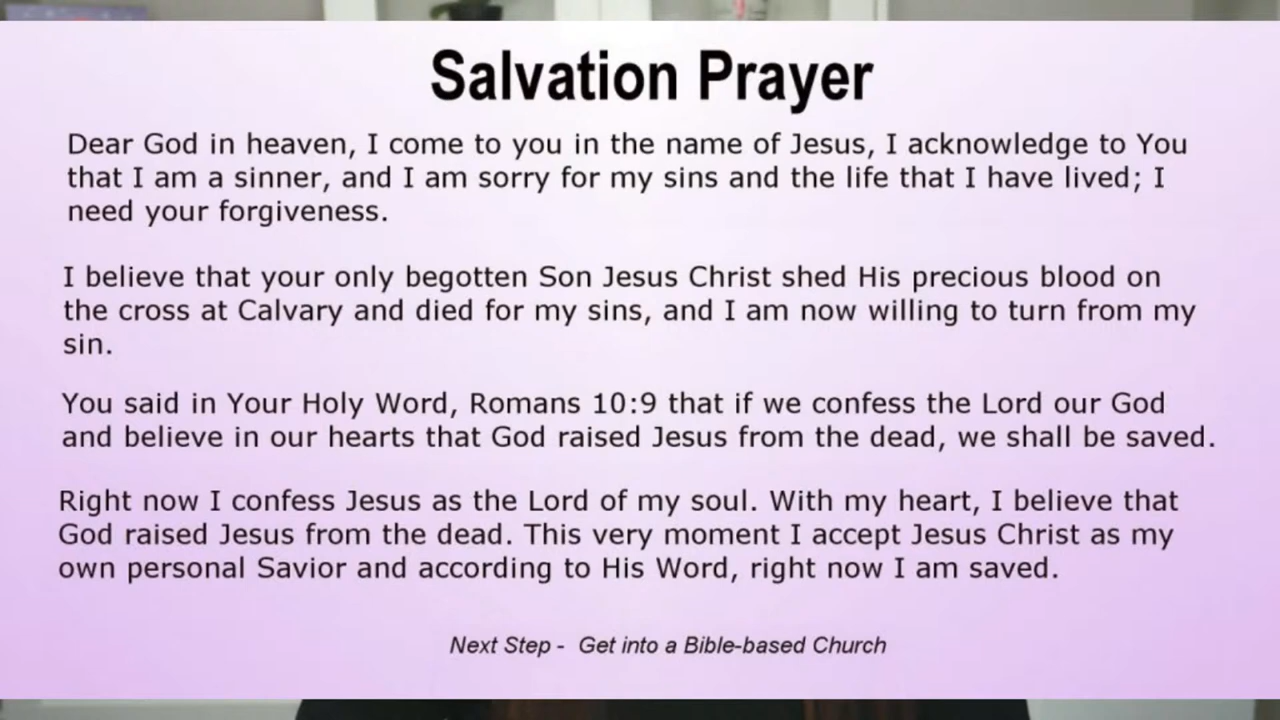 Salvation Prayer
Dear God in heaven, I come to you in the name of Jesus, I acknowledge to You
that I am a sinner, and I am sorry for my sins and the life that I have lived; I
need your forgiveness.
I believe that your only begotten Son Jesus Christ shed His precious blood on
the cross at Calvary and died for my sins, and I am now willing to turn from my
sin.
You said in Your Holy Word, Romans 10:9 that if we confess the Lord our God
and believe in our hearts that God raised Jesus from the dead, we shall be saved.
Right now I confess Jesus as the Lord of my soul. With my heart, I believe that
God raised Jesus from the dead. This very moment I accept Jesus Christ as my
own personal Savior and according to His Word, right now I am saved.
Next Step - Get into a Bible-based Church